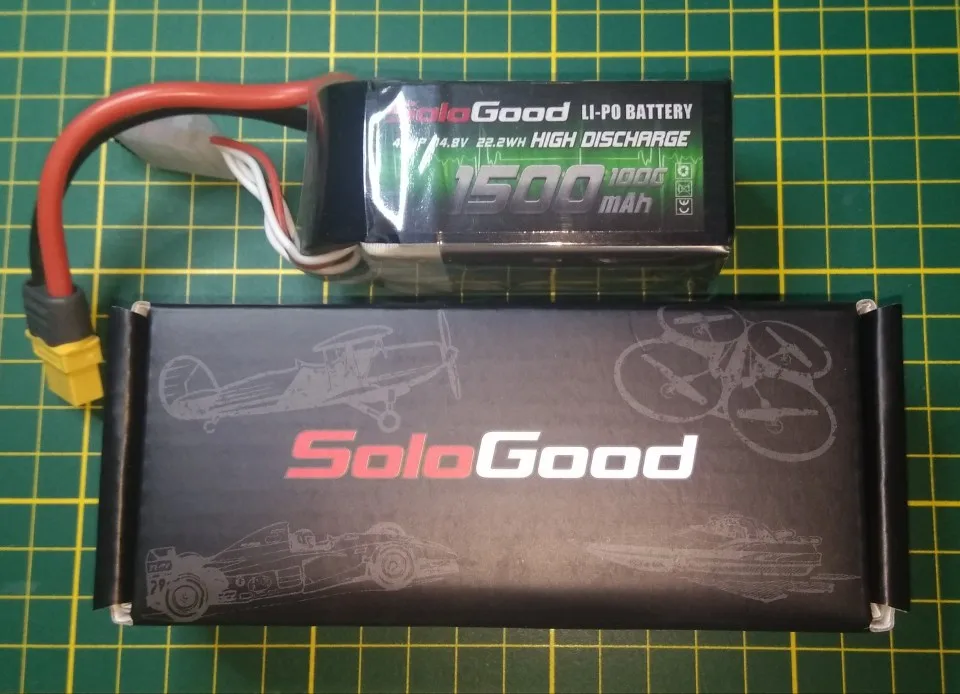 SoloGood LI-PO BATTERY
14.8V 22.2WH HIGH DISCHARGE
1500 mAh 100C
SoloGood